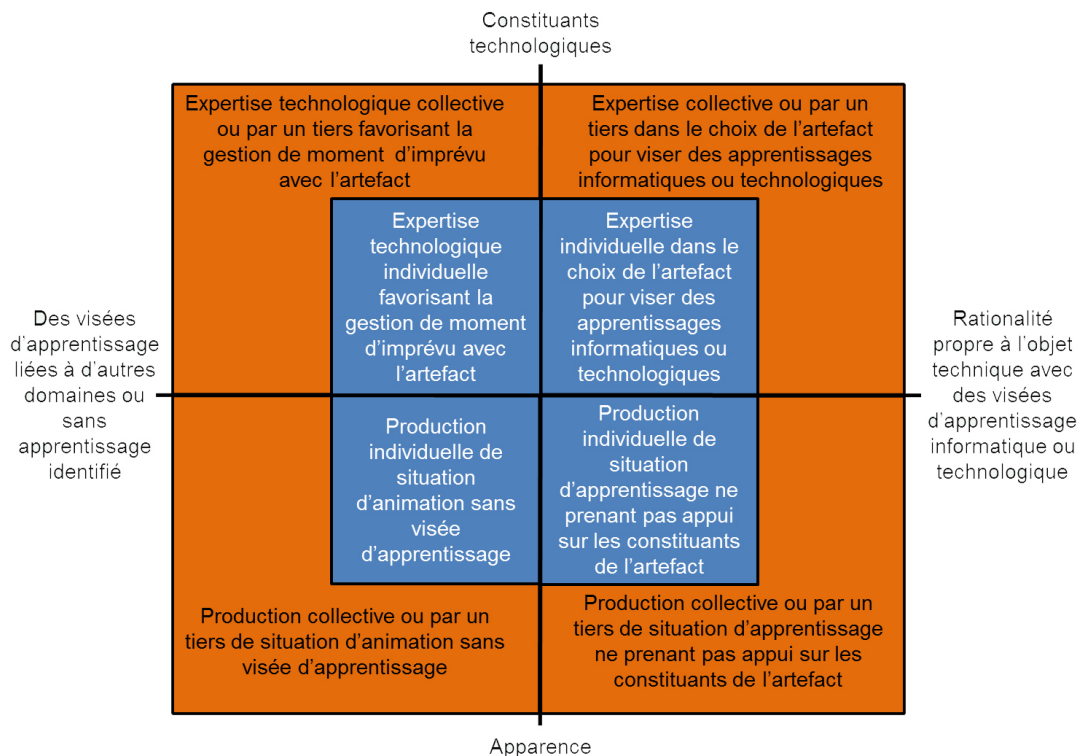 Constituants
technologiques
Expertise technologique collective
ou par un tiers favorisant la
gestion de moment d'imprévu
avec l'artefact
Expertise collective ou par un
tiers dans le choix de l'artefact
pour viser des apprentissages
informatiques ou technologiques
Expertise
technologique
individuelle
favorisant la
gestion de moment
d'imprévu avec
l'artefact
Expertise
individuelle dans le
choix de l'artefact
pour viser des
apprentissages
informatiques ou
technologiques
Des visées
d'apprentissage
liées à d'autres
domaines ou
sans
apprentissage
identifié
Rationalité
propre à l'objet
technique avec
des visées
d'apprentissage
informatique ou
technologique
Production
individuelle de
situation
d'animation sans
visée
d'apprentissage
Production
individuelle de
situation
d'apprentissage ne
prenant pas appui
sur les constituants
de l'artefact
Production collective ou par un
tiers de situation d'animation sans
visée d'apprentissage
Production collective ou par un
tiers de situation d'apprentissage
ne prenant pas appui sur les
constituants de l'artefact
Apparence